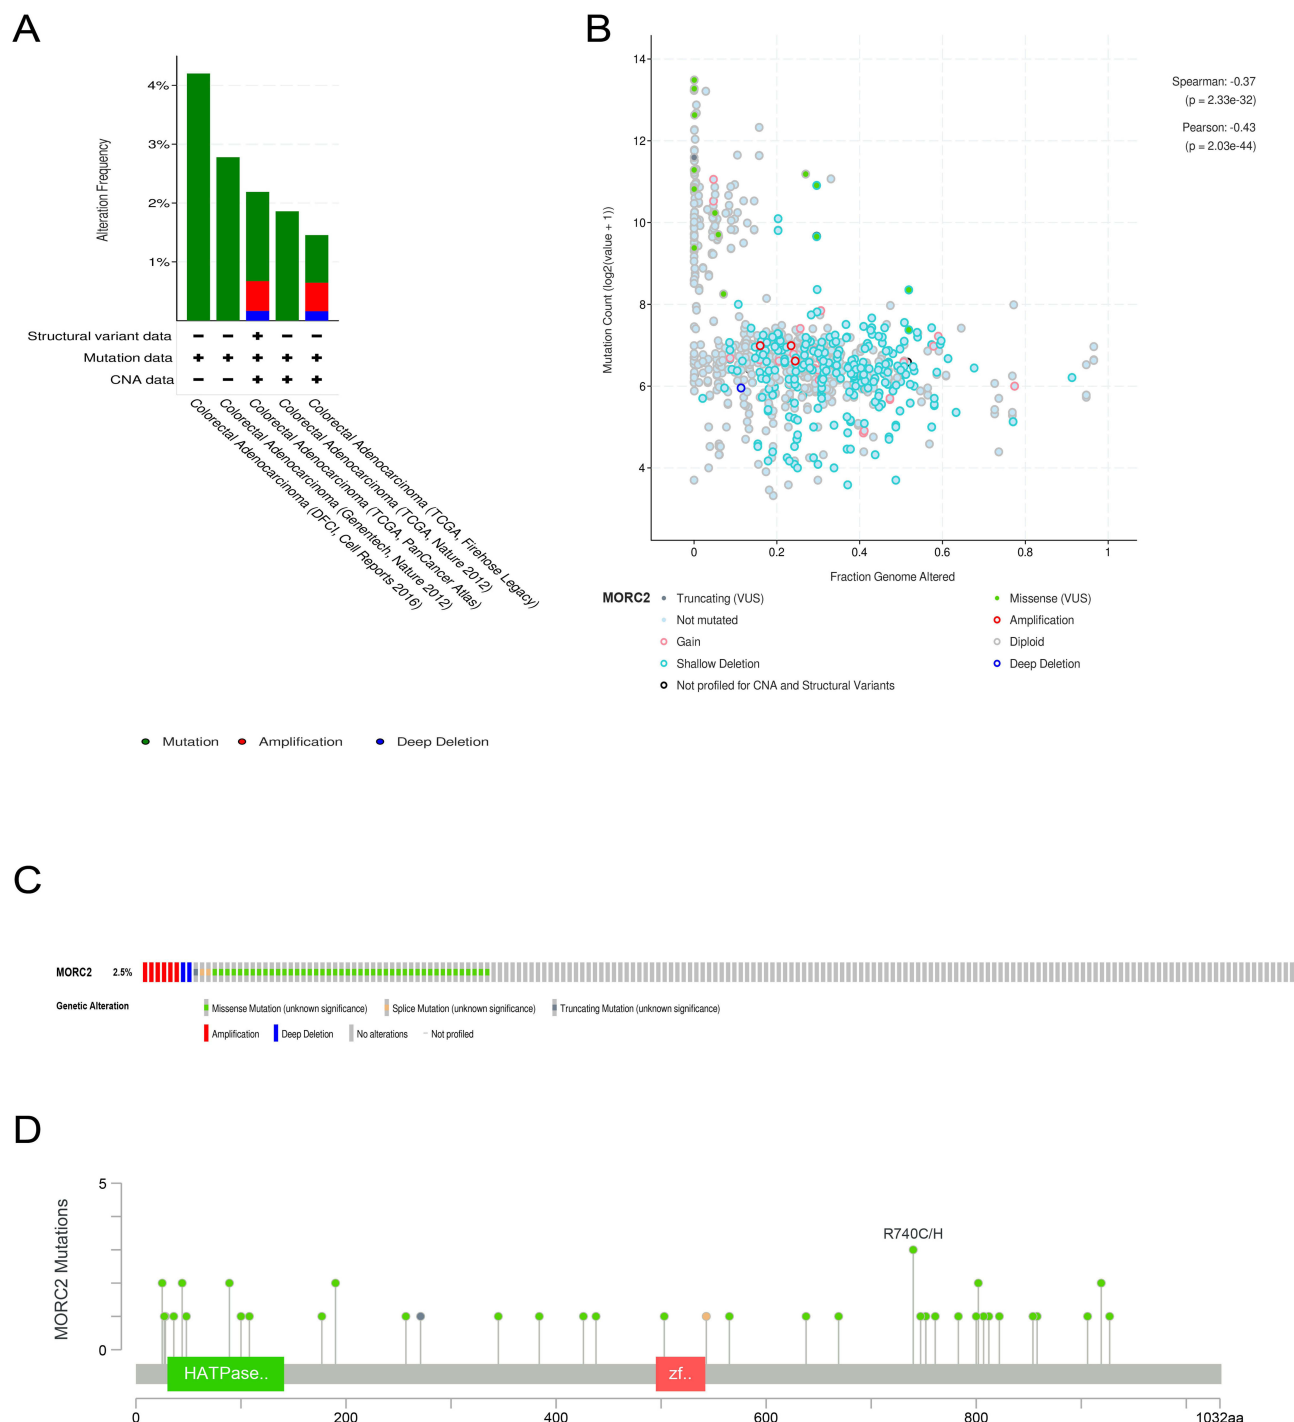 A
Alteration Frequency
4%
3%
2%
1%
Structural variant data
Mutation data
CNA data
- - + - -
+ + + + +
- - + + +
Colorectal Adenocarcinoma (DFCI, Cell Reports 2016)
Colorectal Adenocarcinoma (Genentech, Nature 2012)
Colorectal Adenocarcinoma (TCGA, PanCancer Atlas)
Colorectal Adenocarcinoma (TCGA, Nature 2012)
Colorectal Adenocarcinoma (TCGA, Firehose Legacy)
Mutation
Amplification
Deep Deletion
B
Mutation Count (log2(value + 1))
14
12
10
8
6
4
0 0.2 0.4 0.6 0.8 1
Fraction Genome Altered
Spearman: -0.37
(p = 2.33e-32)
Pearson: -0.43
(p = 2.03e-44)
MORC2
Truncating (VUS)
Missense (VUS)
Not mutated
Amplification
Gain
Diploid
Shallow Deletion
Deep Deletion
Not profiled for CNA and Structural Variants
C
MORC2 2.5%
Genetic Alteration
Missense Mutation (unknown significance)
Splice Mutation (unknown significance)
Truncating Mutation (unknown significance)
Amplification
Deep Deletion
No alterations
Not profiled
D
MORC2 Mutations
5
0
R740C/H
HATPase..
zf..
0 200 400 600 800 1032aa